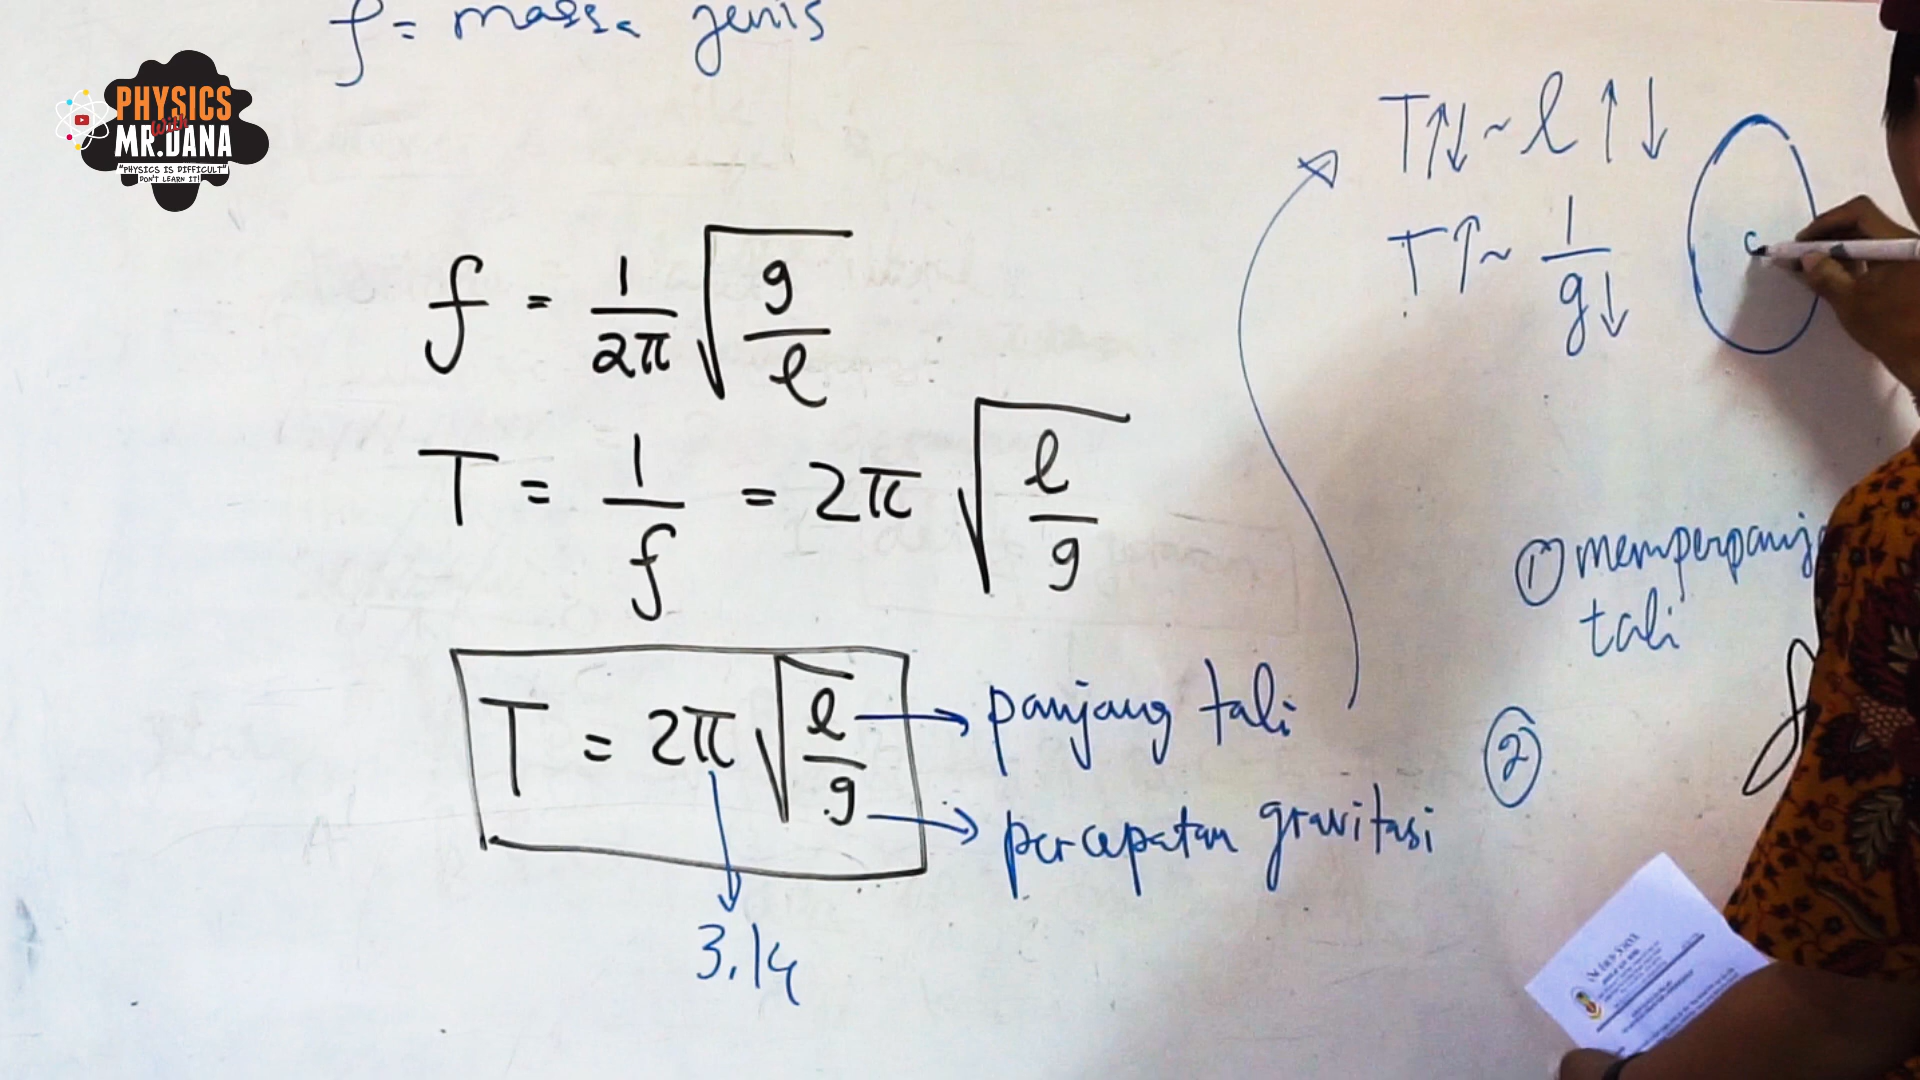 ρ = massa jenis
PHYSICS
with
MR.DANA
"PHYSICS IS DIFFICULT"
DON'T LEARN IT!
f = 1/2π √(g/l)
T = 1/f = 2π √(l/g)
T = 2π √(l/g)
→ panjang tali
→ percepatan gravitasi
3.14
T↑↓ ~ l ↑ ↓
T↑ ~ 1/g↓
① memperpanj
tali
②